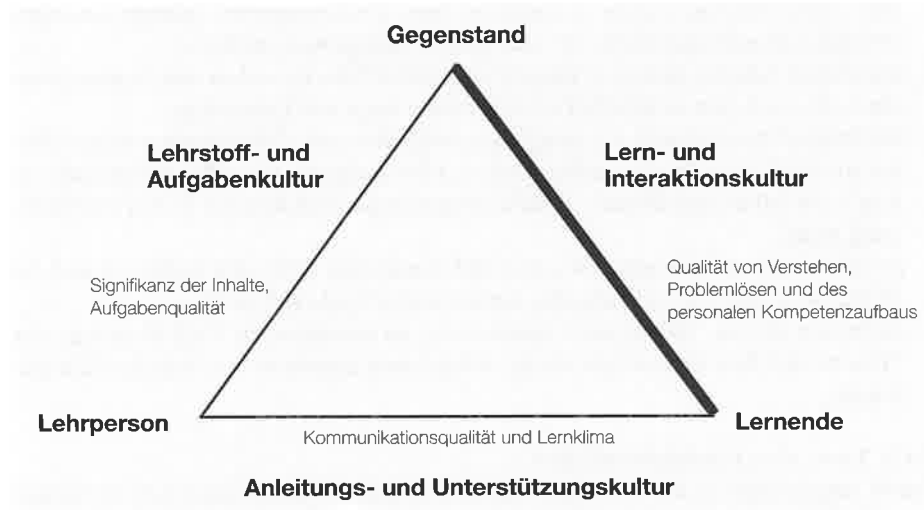 Gegenstand
Lehrstoff- und
Aufgabenkultur
Lern- und
Interaktionskultur
Signifikanz der Inhalte,
Aufgabenqualität
Qualität von Verstehen,
Problemlösen und des
personalen Kompetenzaufbaus
Lehrperson
Lernende
Kommunikationsqualität und Lernklima
Anleitungs- und Unterstützungskultur